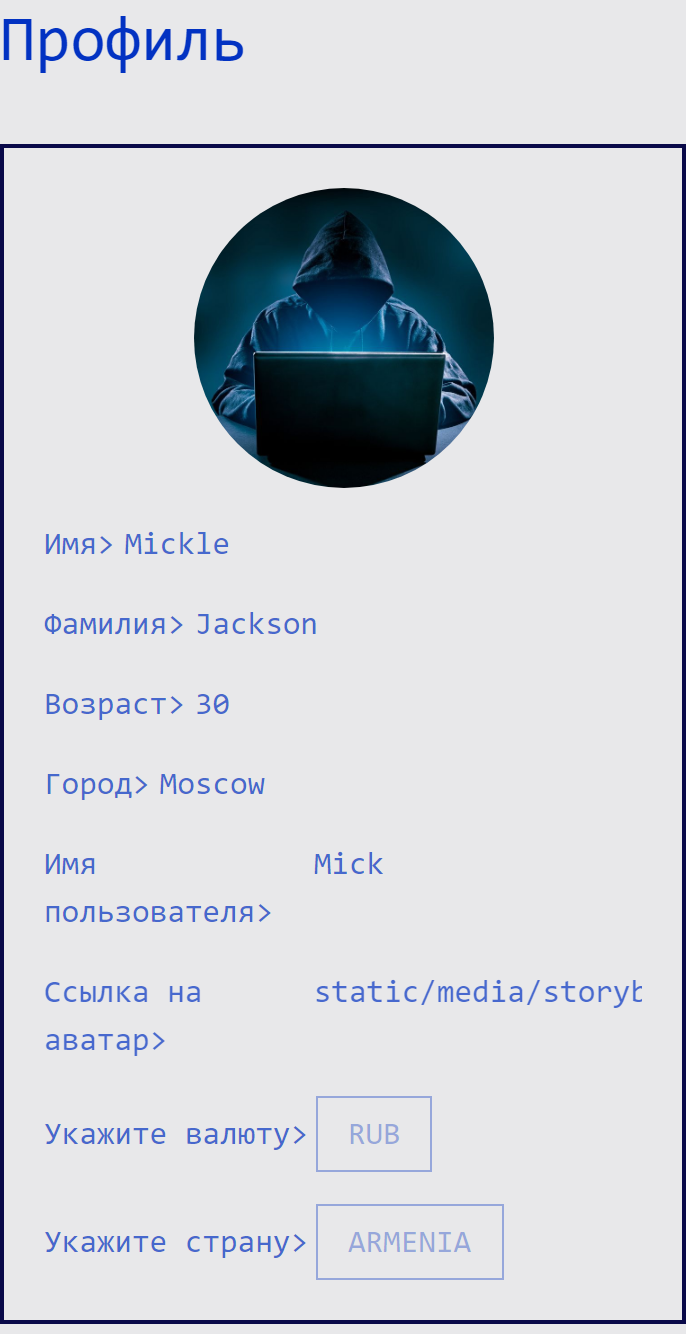 Профиль
Имя> Mickle
Фамилия> Jackson
Возраст> 30
Город> Moscow
Имя Mick
пользователя>
Ссылка на static/media/storyb
аватар>
Укажите валюту> RUB
Укажите страну> ARMENIA